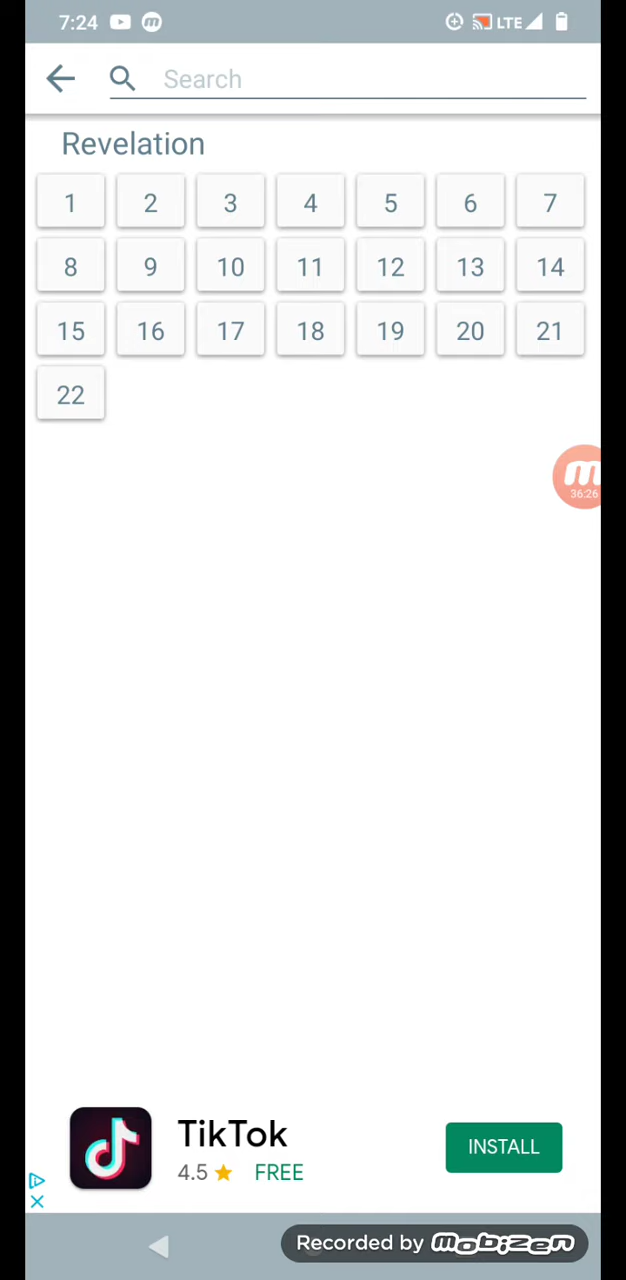 7:24 LTE
Search
Revelation
1 2 3 4 5 6 7
8 9 10 11 12 13 14
15 16 17 18 19 20 21
22
36:26
TikTok
4.5 FREE
INSTALL
Recorded by mobizen